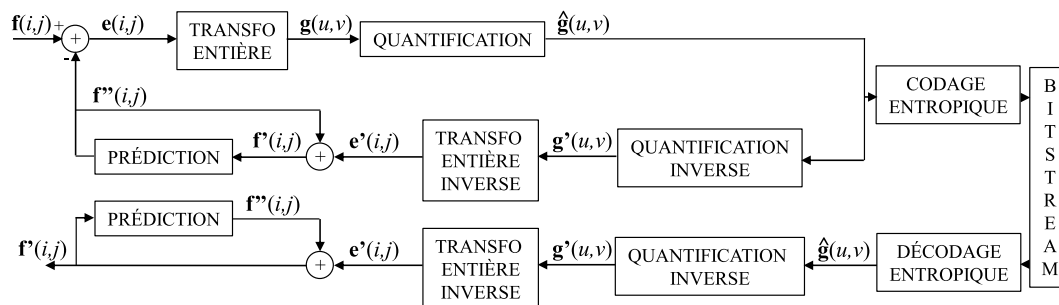 f(i,j) + e(i,j) TRANSFO ENTIÈRE g(u,v) QUANTIFICATION ĝ(u,v)
-
f''(i,j)
CODAGE
ENTROPIQUE
BITSTREAM
PRÉDICTION f'(i,j) + e'(i,j) TRANSFO ENTIÈRE INVERSE g'(u,v) QUANTIFICATION INVERSE
PRÉDICTION f''(i,j)
f'(i,j) + e'(i,j) TRANSFO ENTIÈRE INVERSE g'(u,v) QUANTIFICATION INVERSE ĝ(u,v) DÉCODAGE ENTROPIQUE